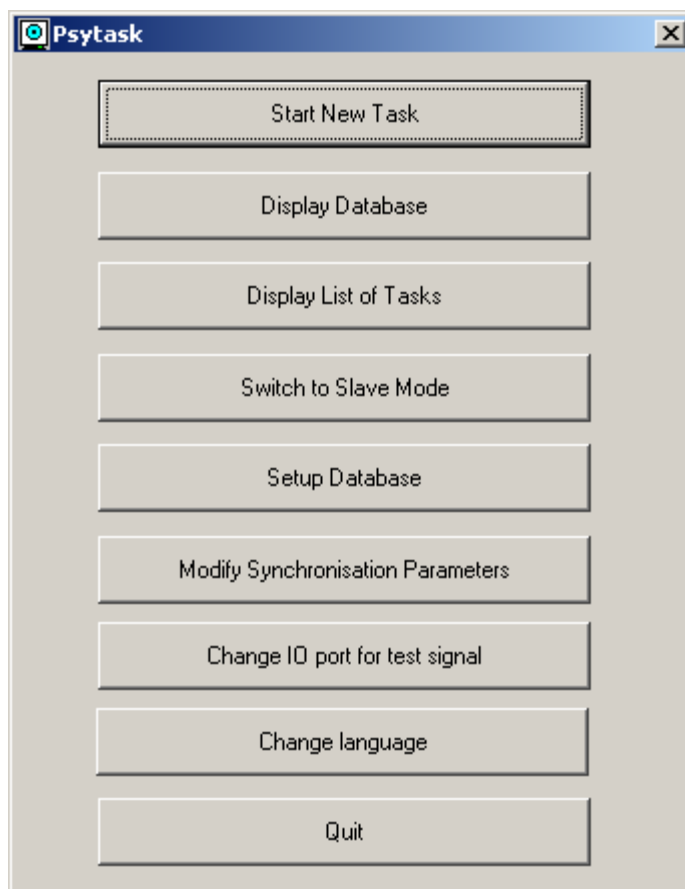 Psytask
Start New Task
Display Database
Display List of Tasks
Switch to Slave Mode
Setup Database
Modify Synchronisation Parameters
Change IO port for test signal
Change language
Quit